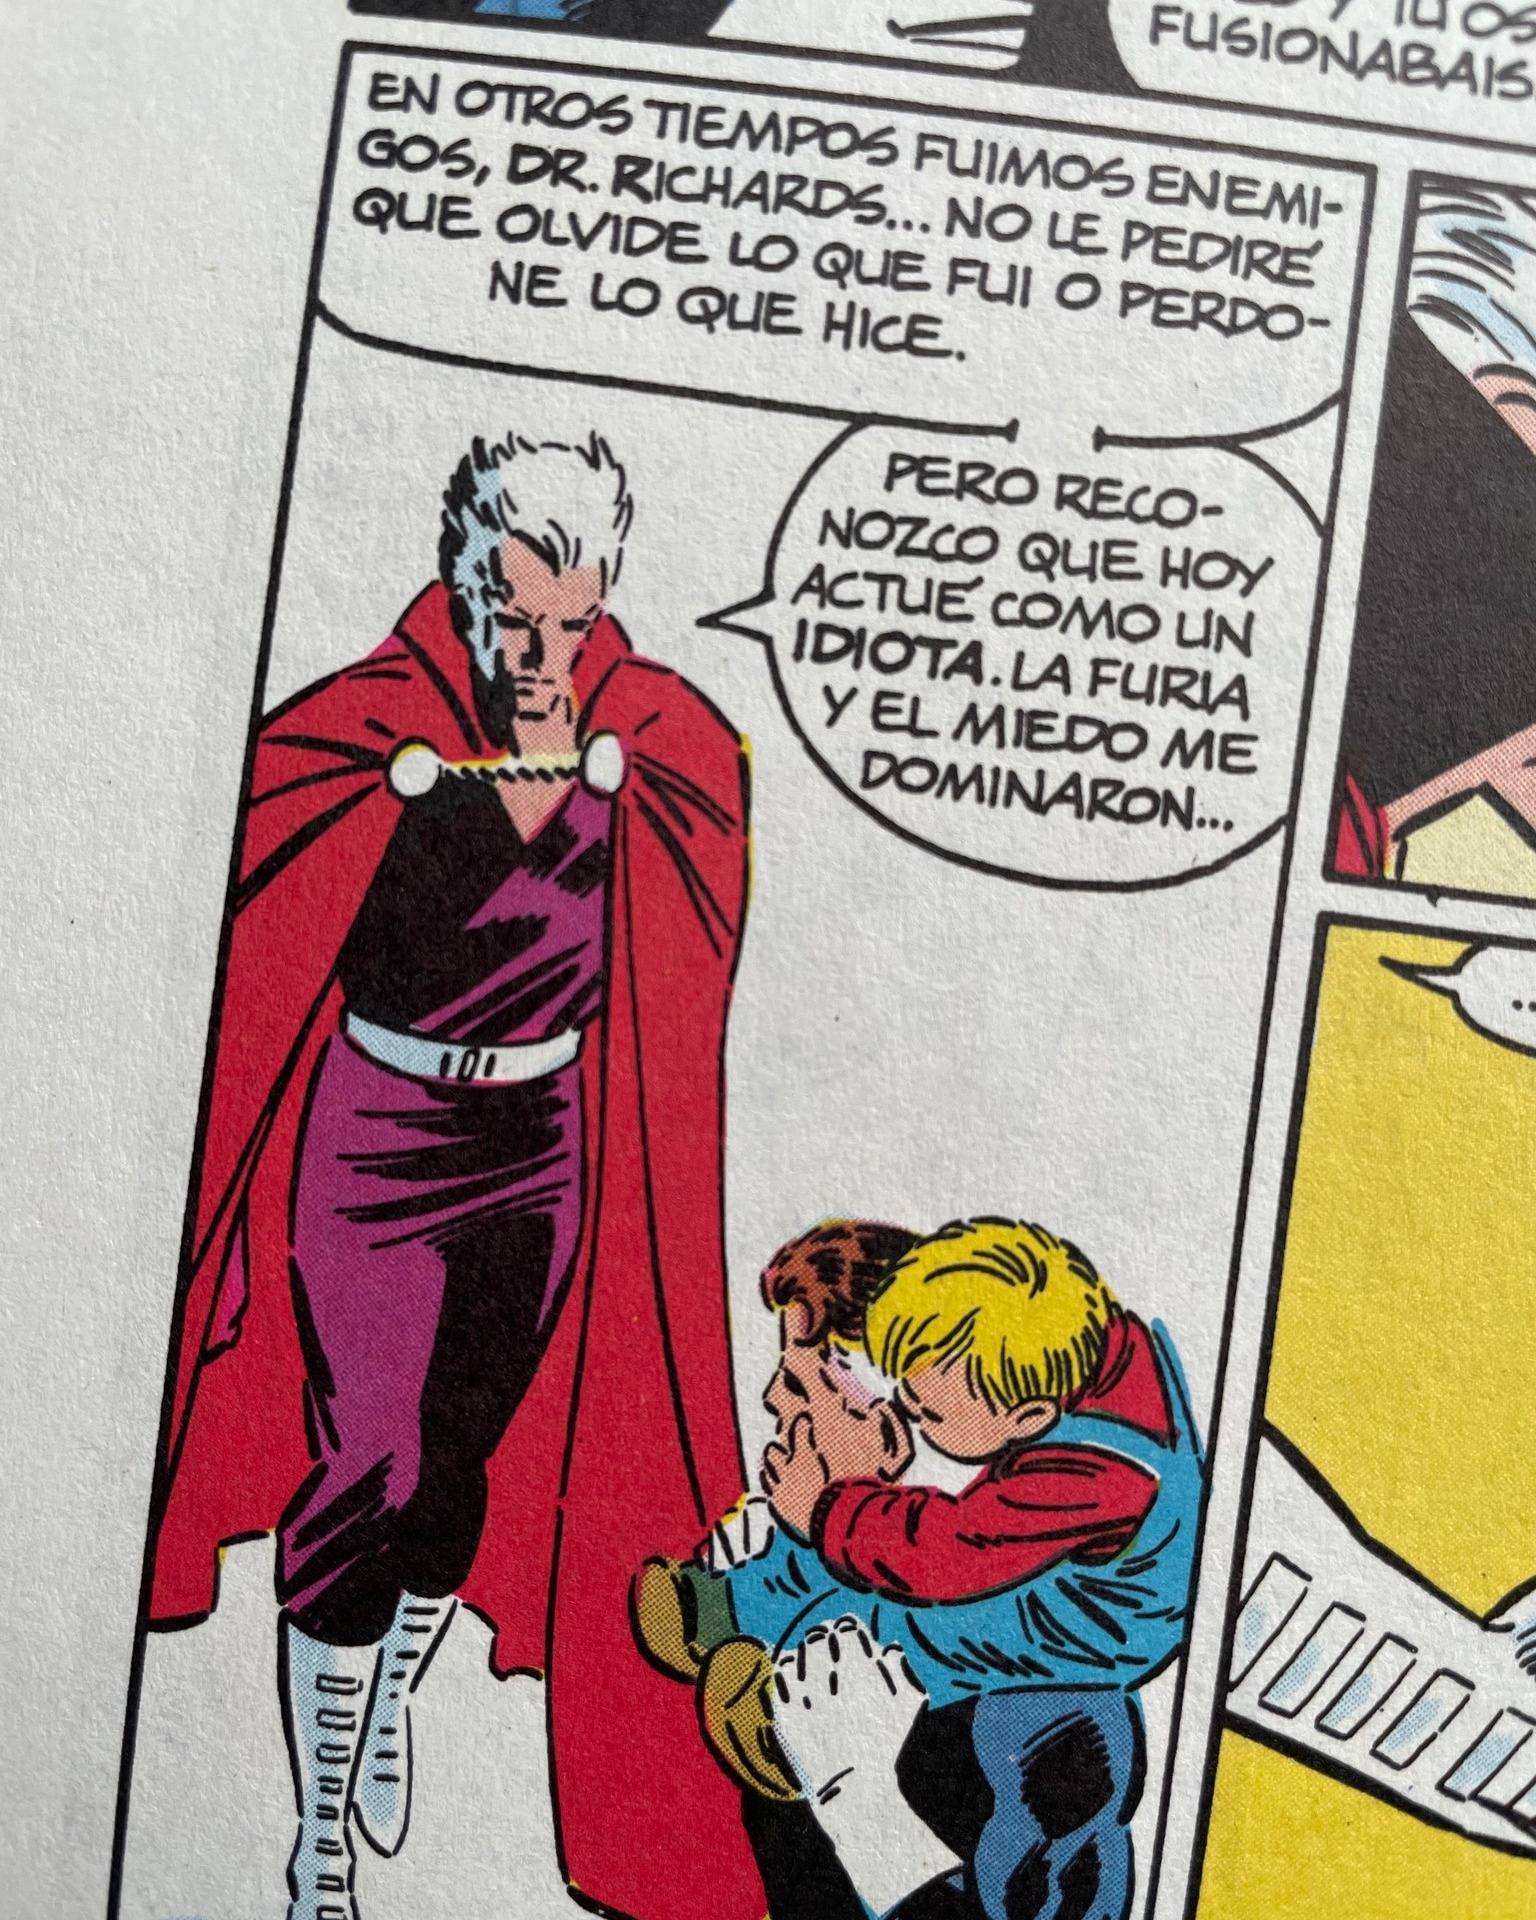 FUSIONABAIS
EN OTROS TIEMPOS FUIMOS ENEMI-
GOS, DR. RICHARDS... NO LE PEDIRÉ
QUE OLVIDE LO QUE FUI O PERDO-
NE LO QUE HICE.
PERO RECO-
NOZCO QUE HOY
ACTUÉ COMO UN
IDIOTA. LA FURIA
Y EL MIEDO ME
DOMINARON...